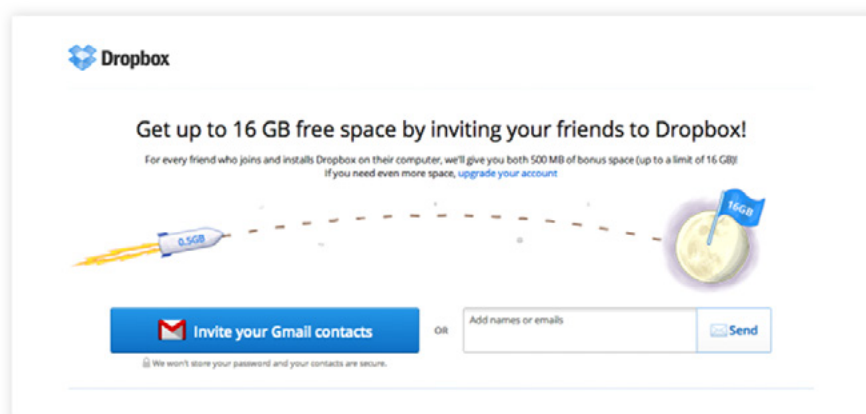 Dropbox
Get up to 16 GB free space by inviting your friends to Dropbox!
For every friend who joins and installs Dropbox on their computer, we'll give you both 500 MB of bonus space (up to a limit of 16 GB)!
If you need even more space, upgrade your account
16GB
0.5GB
Invite your Gmail contacts
OR
Add names or emails
Send
We won't store your password and your contacts are secure.